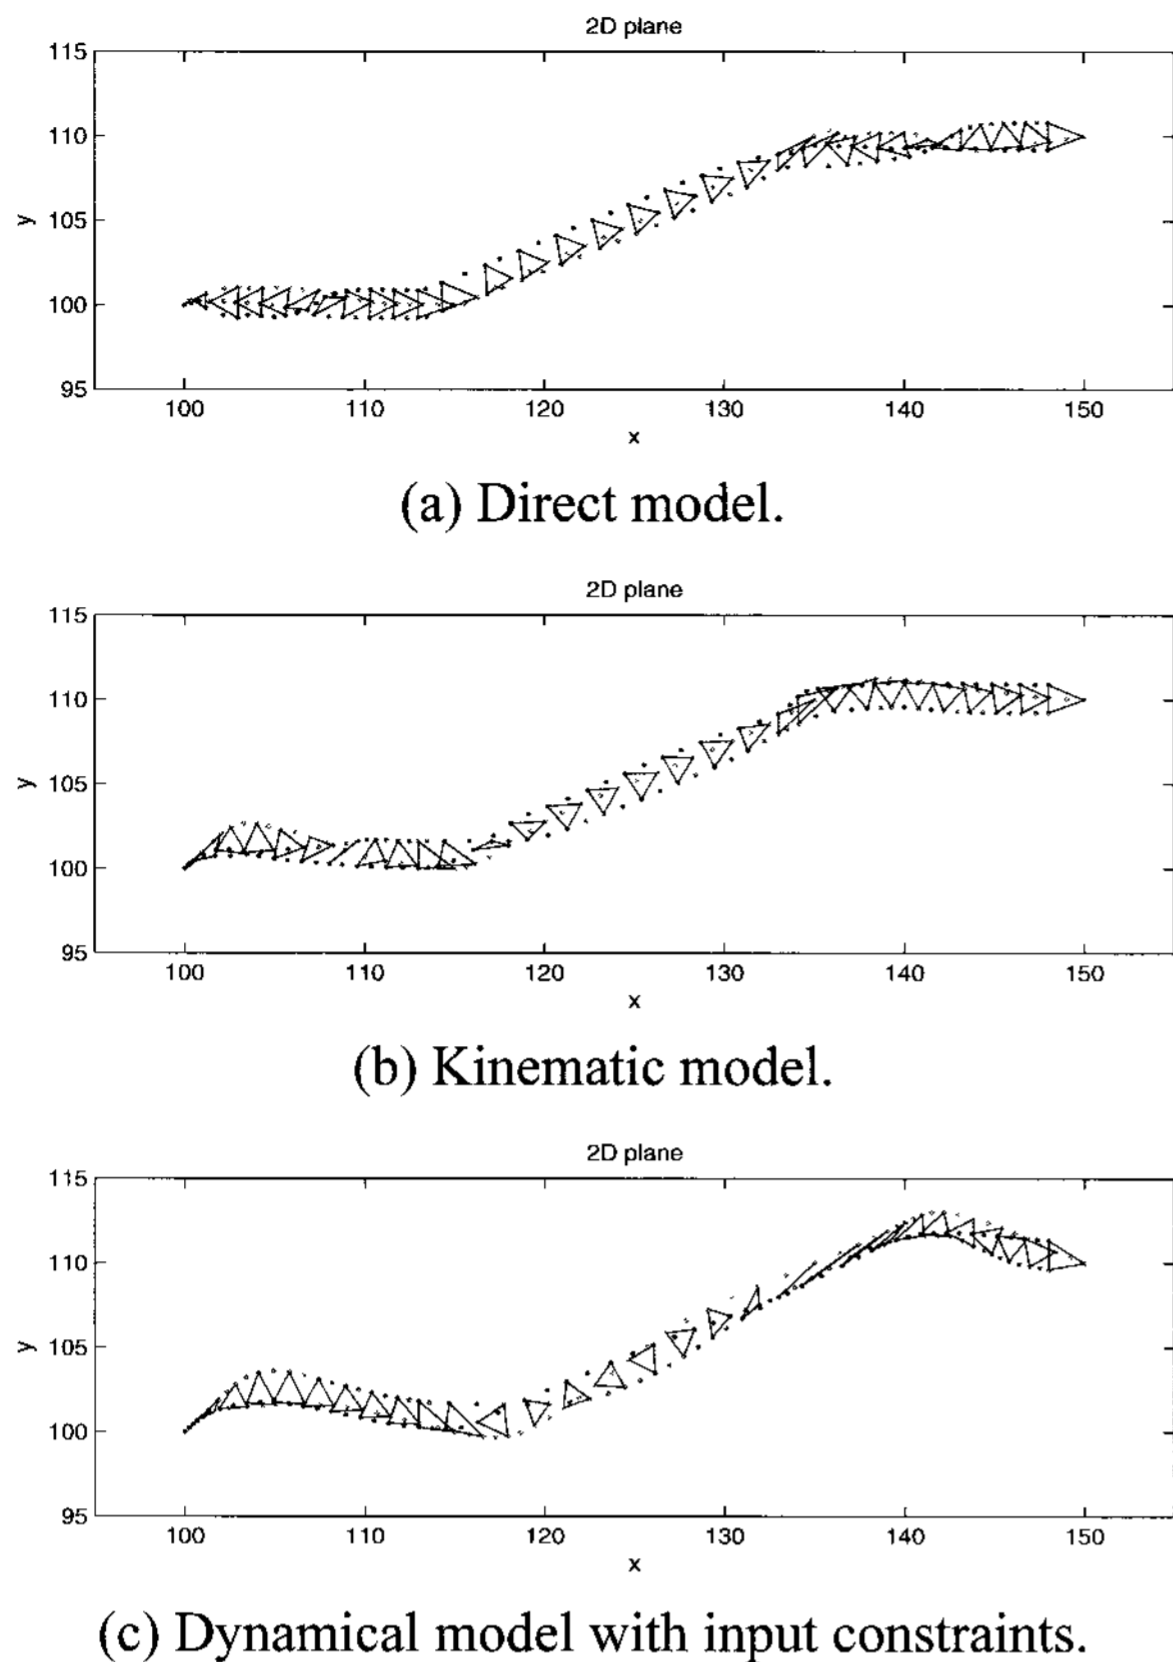 2D plane
115
110
105
100
95
y
100 110 120 130 140 150
x
(a) Direct model.
2D plane
115
110
105
100
95
y
100 110 120 130 140 150
x
(b) Kinematic model.
2D plane
115
110
105
100
95
y
100 110 120 130 140 150
x
(c) Dynamical model with input constraints.